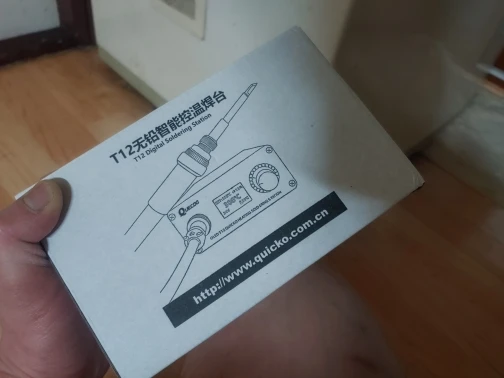 T12无铅智能控温焊台
T12 Digital Soldering Station
QUICKO
http://www.quicko.com.cn